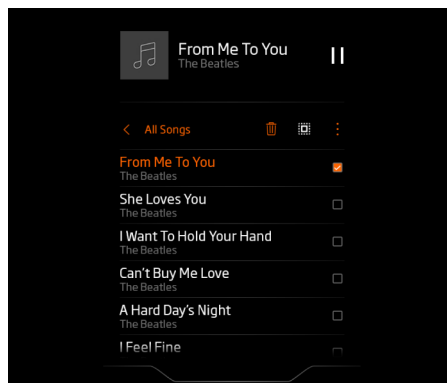 From Me To You
The Beatles
All Songs
From Me To You
The Beatles
She Loves You
The Beatles
I Want To Hold Your Hand
The Beatles
Can't Buy Me Love
The Beatles
A Hard Day's Night
The Beatles
I Feel Fine